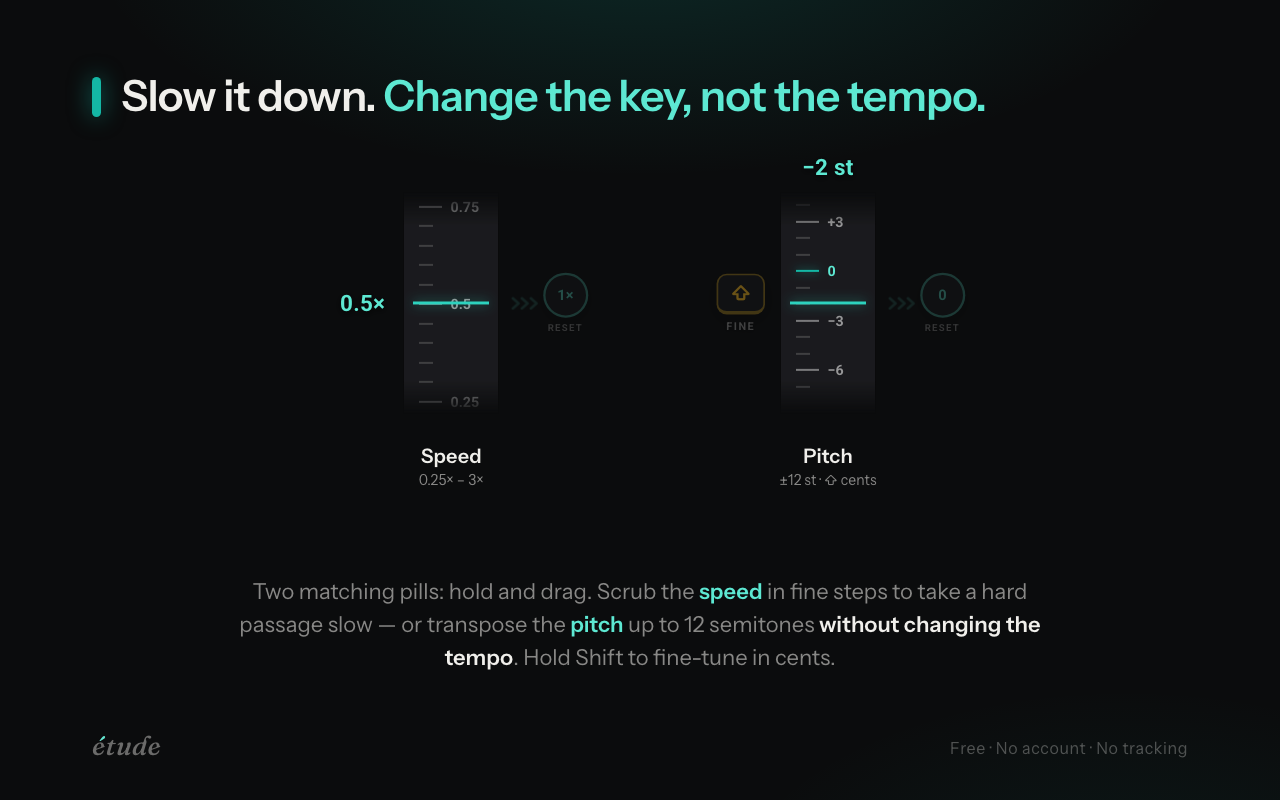 Slow it down. Change the key, not the tempo.
−2 st
0.75
0.5×
0.5
0.25
1×
RESET
FINE
+3
0
−3
−6
0
RESET
Speed
0.25× – 3×
Pitch
±12 st · ⇧ cents
Two matching pills: hold and drag. Scrub the speed in fine steps to take a hard
passage slow — or transpose the pitch up to 12 semitones without changing the
tempo. Hold Shift to fine-tune in cents.
étude
Free · No account · No tracking